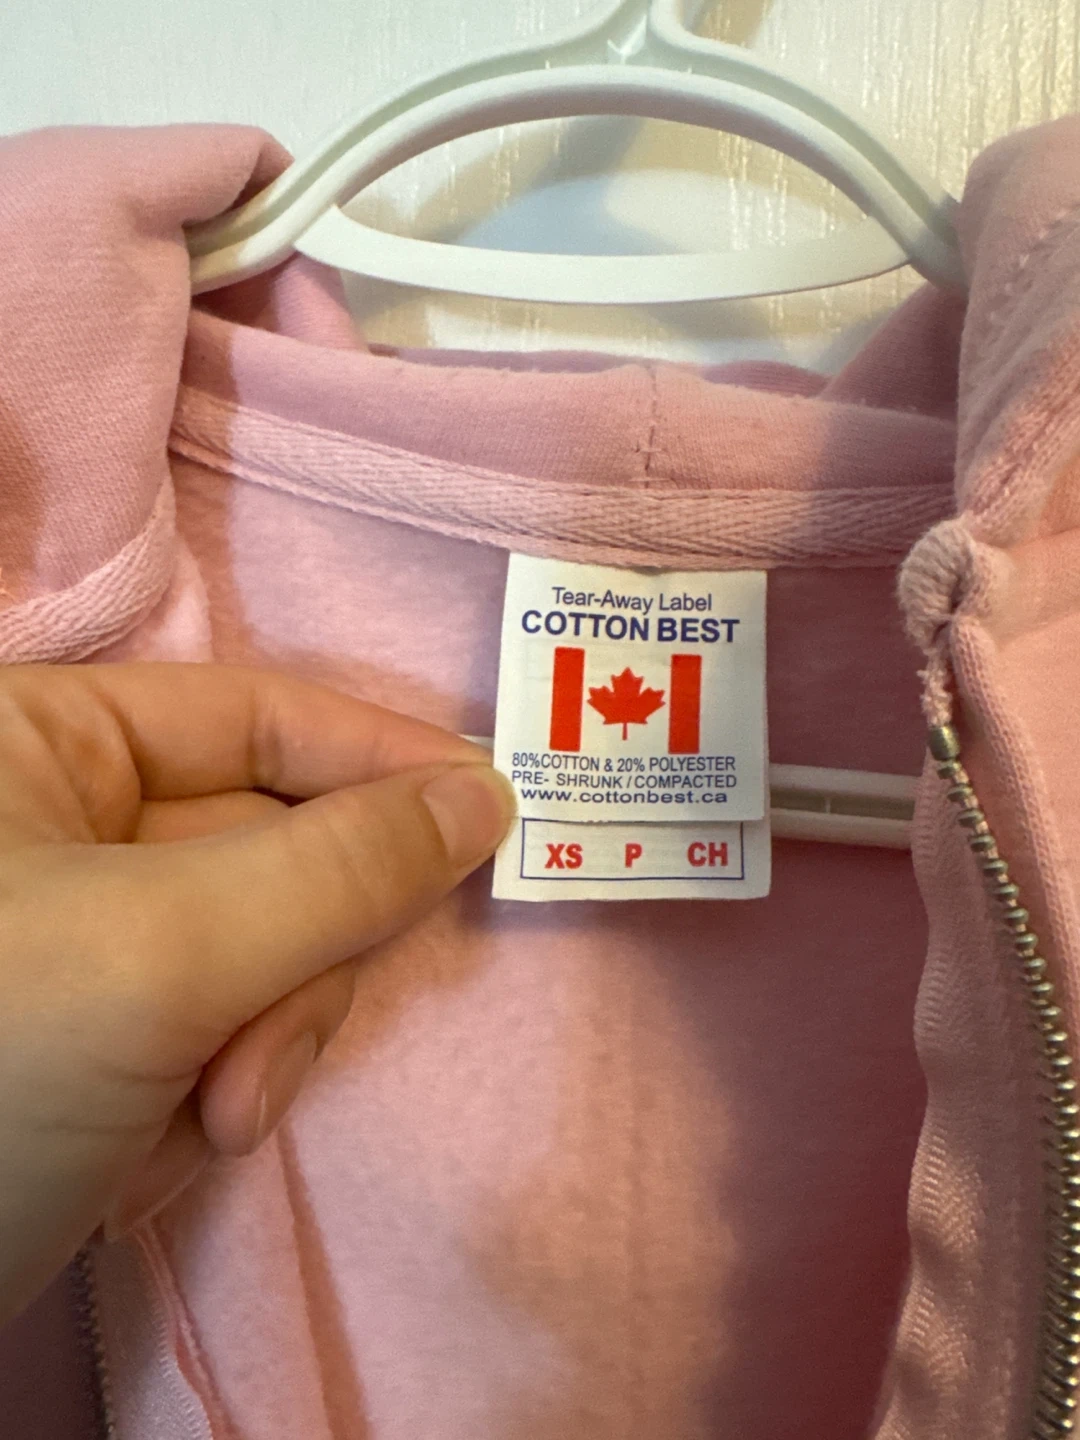 Tear-Away Label
COTTON BEST
80%COTTON & 20% POLYESTER
PRE- SHRUNK / COMPACTED
www.cottonbest.ca
XS P CH